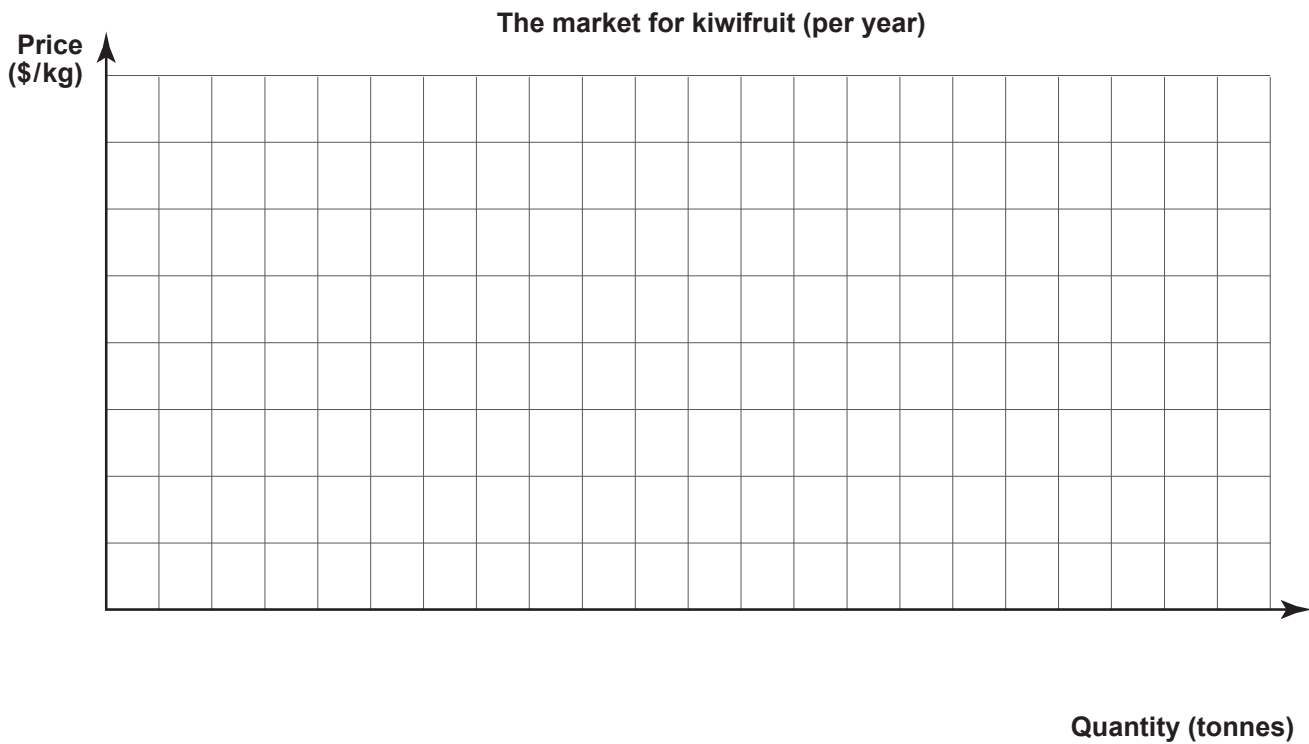 The market for kiwifruit (per year)
Price
($/kg)
Quantity (tonnes)